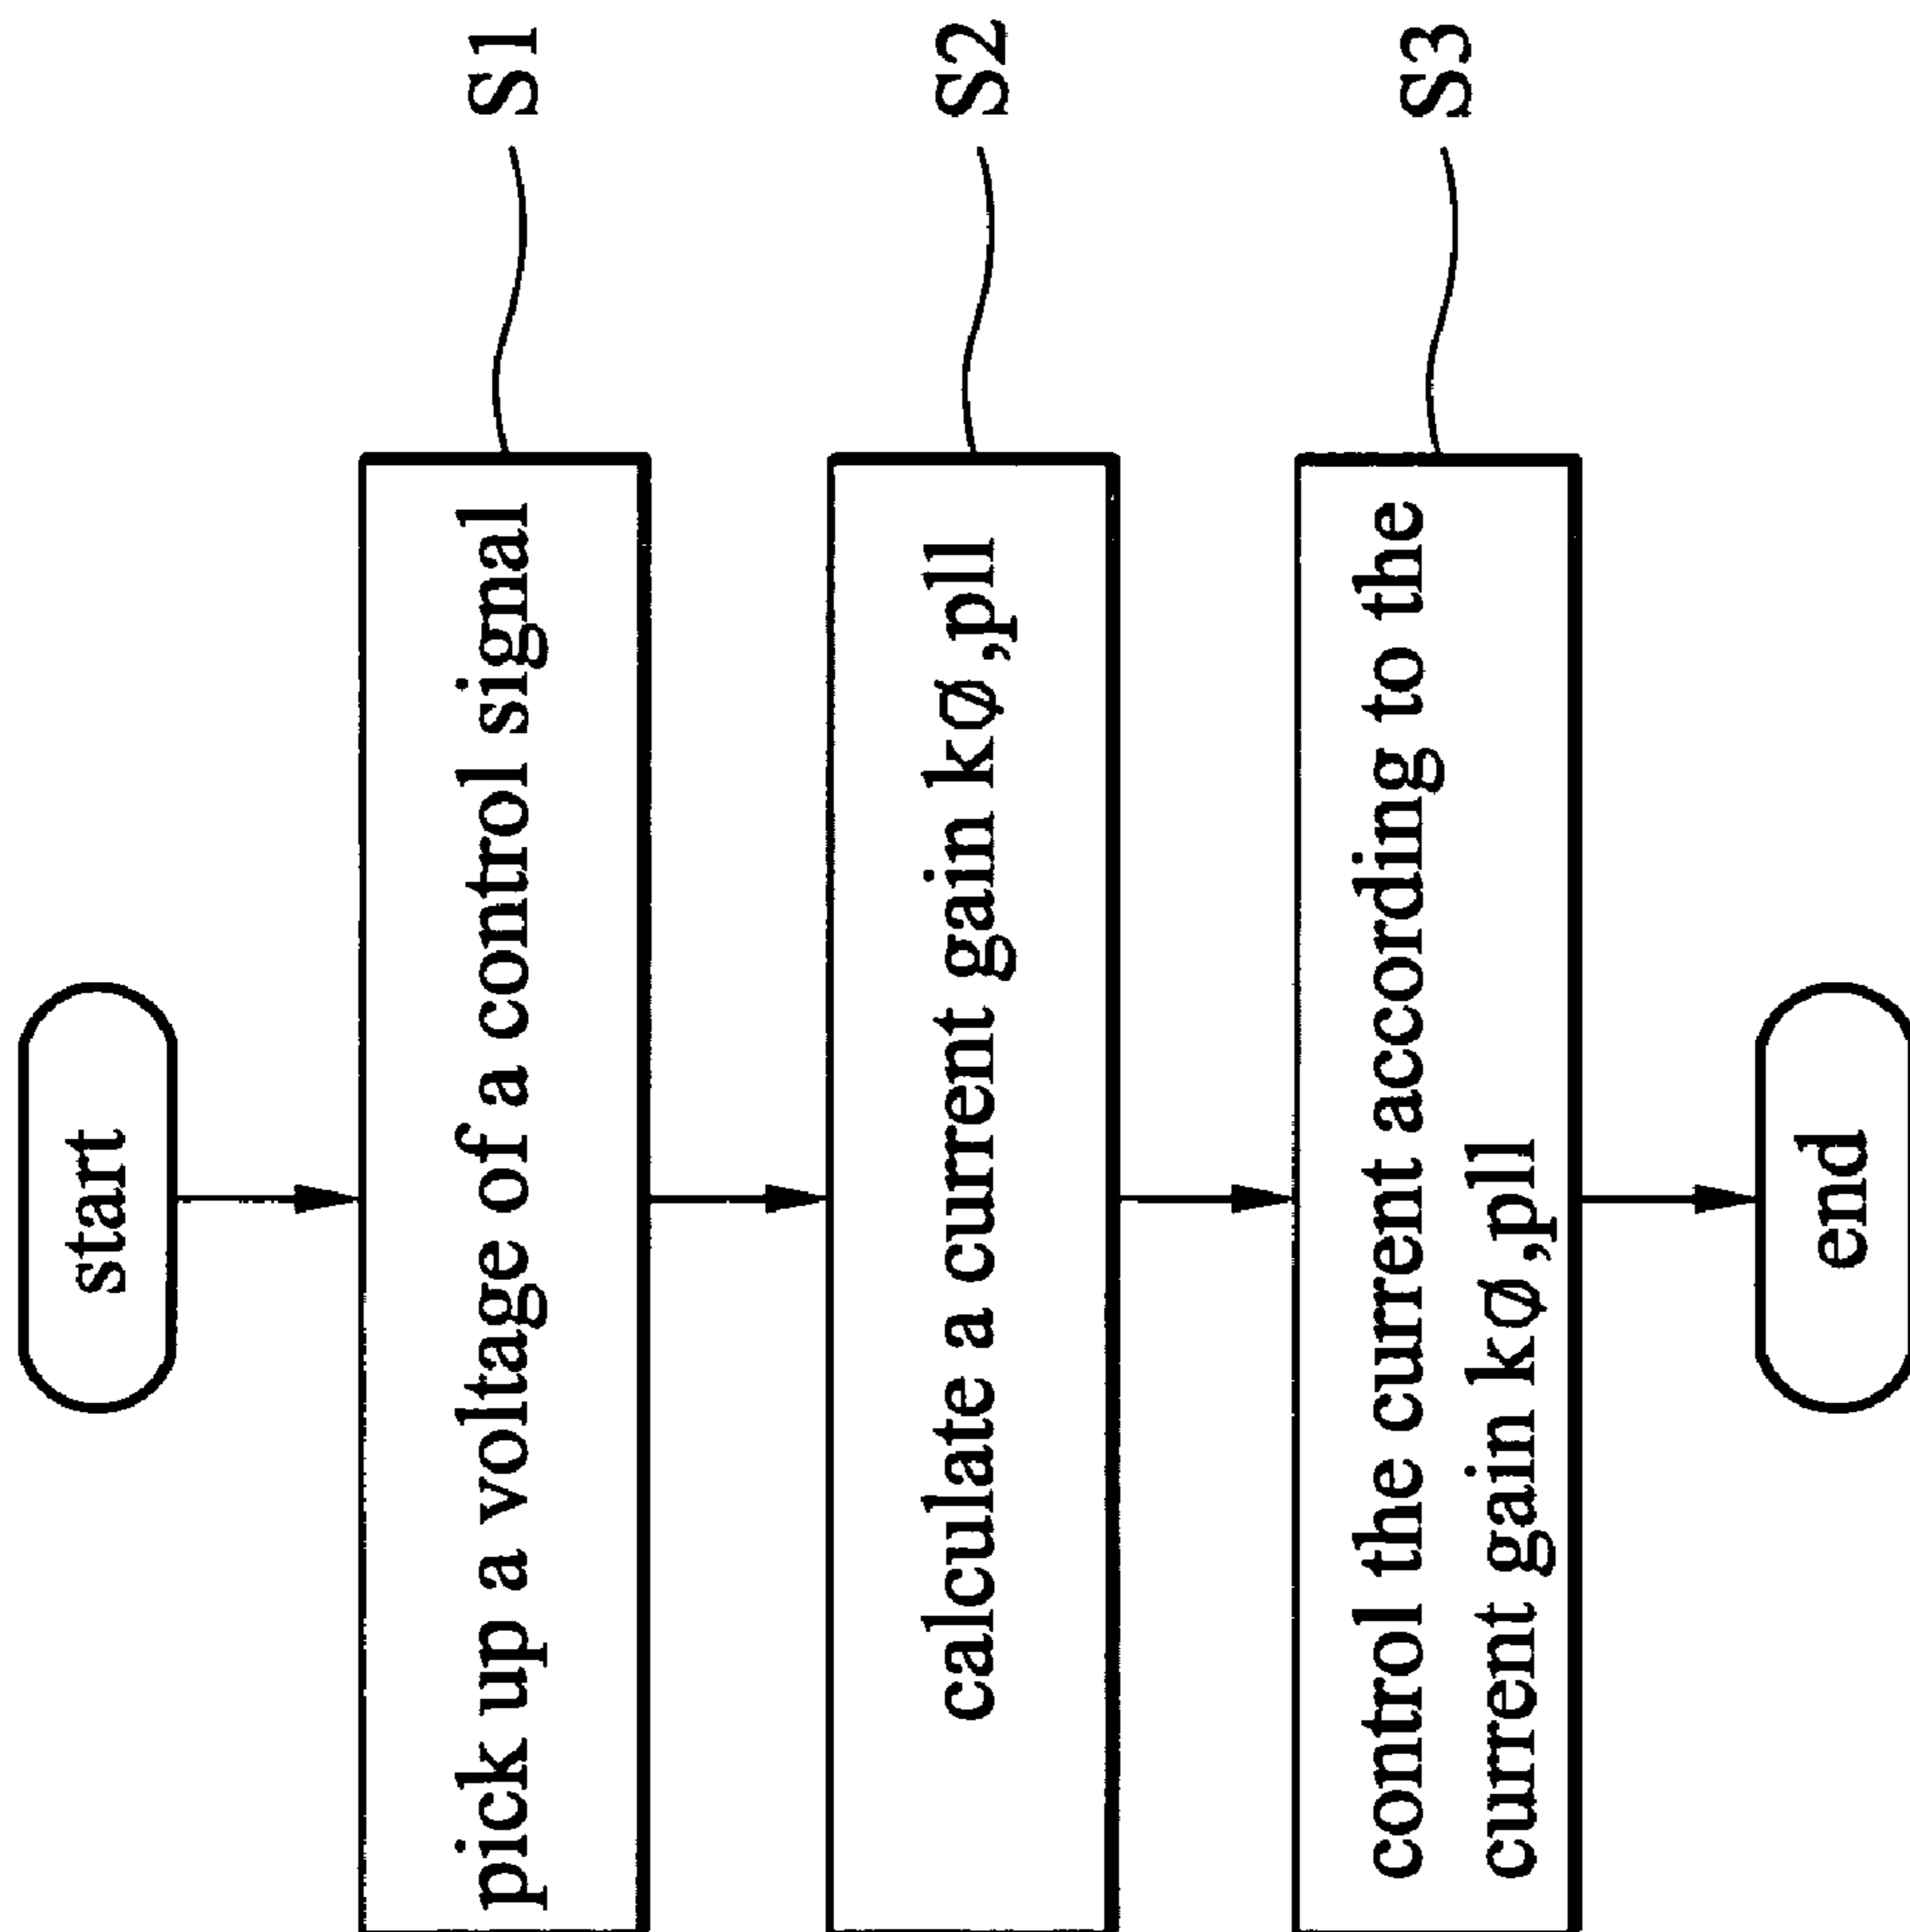 start
pick up a voltage of a control signal
S1
calculate a current gain kø,pll
S2
control the current according to the
current gain kø,pll
S3
end